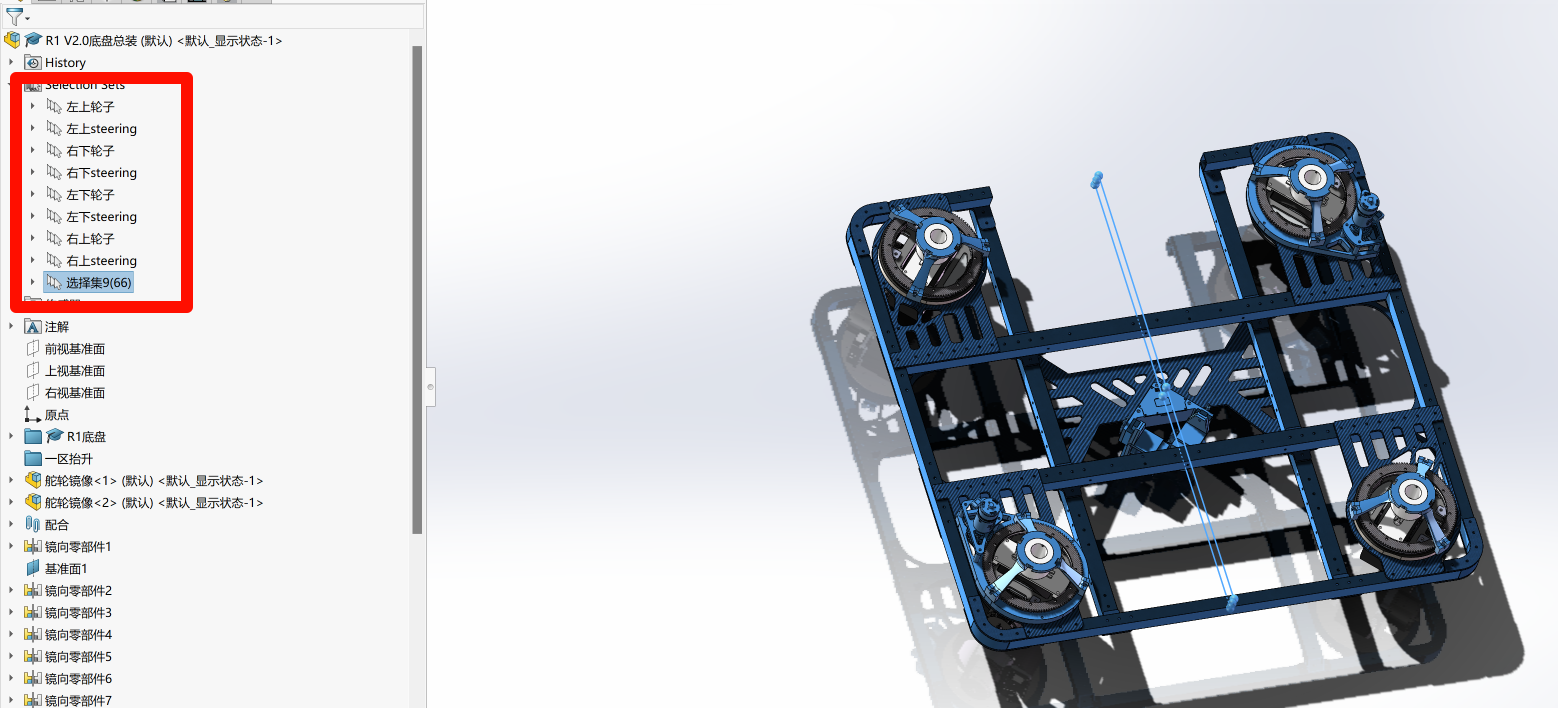 R1 V2.0底盘总装 (默认) <默认_显示状态-1>
History
Selection Sets
左上轮子
左上steering
右下轮子
右下steering
左下轮子
左下steering
右上轮子
右上steering
选择集9(66)
注解
前视基准面
上视基准面
右视基准面
原点
R1底盘
一区抬升
舵轮镜像<1> (默认) <默认_显示状态-1>
舵轮镜像<2> (默认) <默认_显示状态-1>
配合
镜向零部件1
基准面1
镜向零部件2
镜向零部件3
镜向零部件4
镜向零部件5
镜向零部件6
镜向零部件7